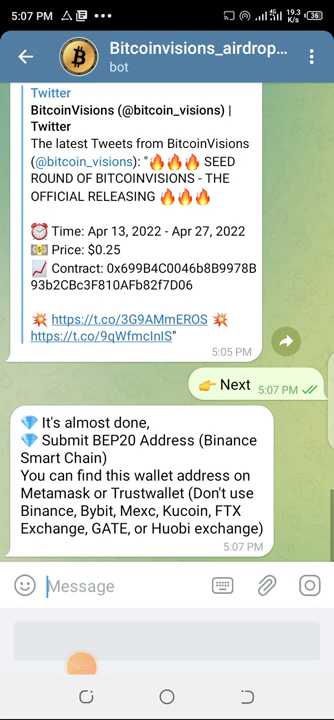 5:07 PM
19.3
K/s
4G
36
Bitcoinvisions_airdrop...
bot
Twitter
BitcoinVisions (@bitcoin_visions) |
Twitter
The latest Tweets from BitcoinVisions
(@bitcoin_visions): "🔥🔥🔥 SEED
ROUND OF BITCOINVISIONS - THE
OFFICIAL RELEASING 🔥🔥🔥
⏰ Time: Apr 13, 2022 - Apr 27, 2022
💵 Price: $0.25
📈 Contract: 0x699B4C0046b8B9978B
93b2CBc3F810AFb82f7D06
💥 https://t.co/3G9AMmEROS 💥
https://t.co/9qWfmcInlS"
5:05 PM
👉 Next 5:07 PM
💎 It's almost done,
💎 Submit BEP20 Address (Binance
Smart Chain)
You can find this wallet address on
Metamask or Trustwallet (Don't use
Binance, Bybit, Mexc, Kucoin, FTX
Exchange, GATE, or Huobi exchange)
5:07 PM
Message